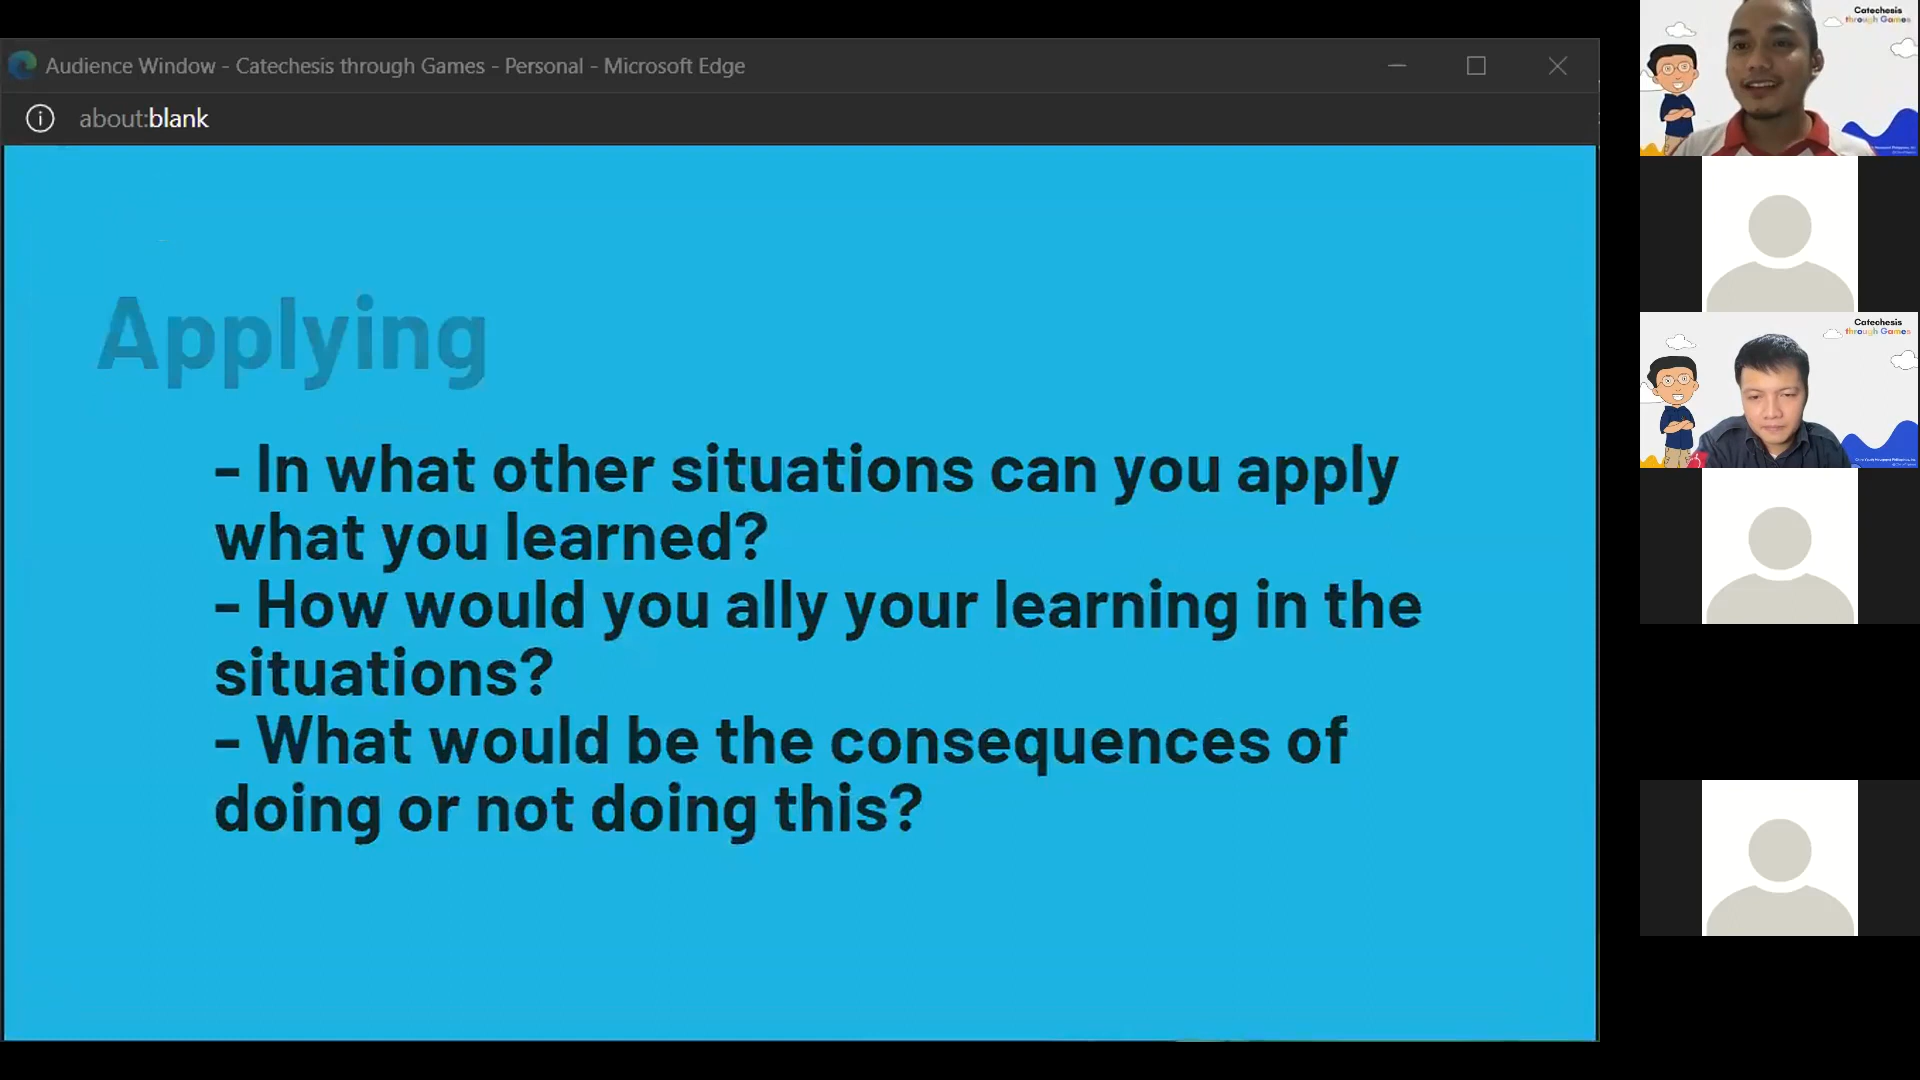 Audience Window - Catechesis through Games - Personal - Microsoft Edge
about:blank
Applying
- In what other situations can you apply
what you learned?
- How would you ally your learning in the
situations?
- What would be the consequences of
doing or not doing this?
Catechesis
through Games
Catechesis
through Games